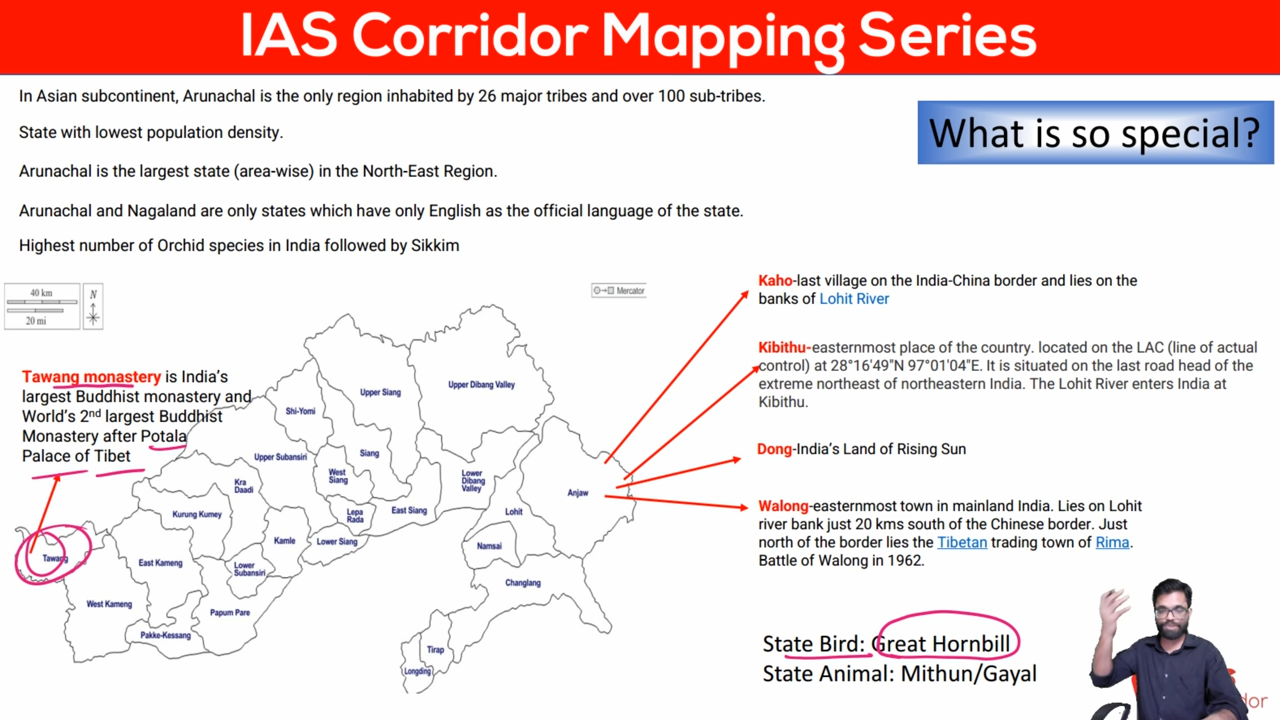 IAS Corridor Mapping Series
In Asian subcontinent, Arunachal is the only region inhabited by 26 major tribes and over 100 sub-tribes.
State with lowest population density.
Arunachal is the largest state (area-wise) in the North-East Region.
Arunachal and Nagaland are only states which have only English as the official language of the state.
Highest number of Orchid species in India followed by Sikkim
What is so special?
40 km
20 mi
N
Mercator
Tawang monastery is India's
largest Buddhist monastery and
World's 2nd largest Buddhist
Monastery after Potala
Palace of Tibet
Upper Siang
Upper Dibang Valley
Shi-Yomi
Upper Subansiri
Siang
West
Siang
Kra
Daadi
Lower
Dibang
Valley
Anjaw
Kurung Kumey
Lepa
Rada
East Siang
Lohit
Kamle
Lower Siang
Namsai
Tawang
East Kameng
Lower
Subansiri
Changlang
West Kameng
Papum Pare
Pakke-Kessang
Tirap
Longding
Kaho-last village on the India-China border and lies on the
banks of Lohit River
Kibithu-easternmost place of the country. located on the LAC (line of actual
control) at 28°16'49"N 97°01'04"E. It is situated on the last road head of the
extreme northeast of northeastern India. The Lohit River enters India at
Kibithu.
Dong-India's Land of Rising Sun
Walong-easternmost town in mainland India. Lies on Lohit
river bank just 20 kms south of the Chinese border. Just
north of the border lies the Tibetan trading town of Rima.
Battle of Walong in 1962.
State Bird: Great Hornbill
State Animal: Mithun/Gayal